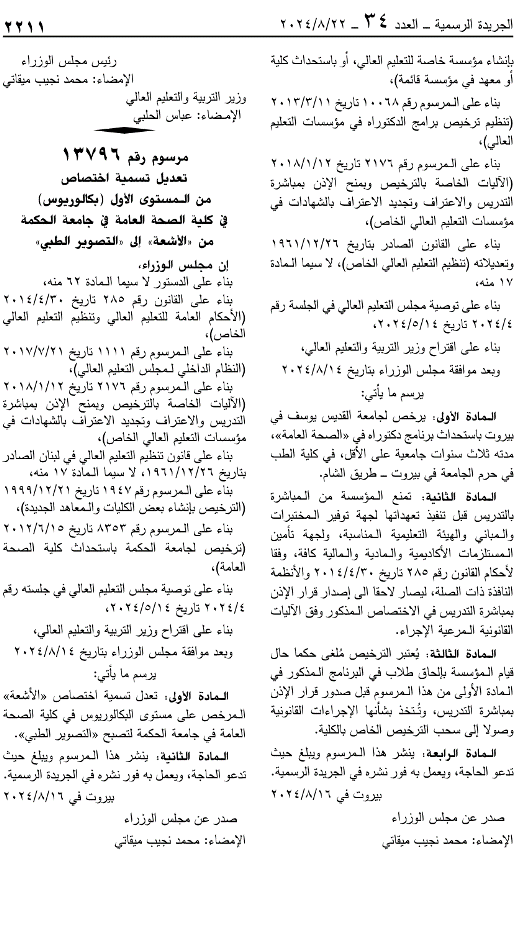 الجريدة الرسمية ــ العدد ٣٤ ــ ٢٠٢٤/٨/٢٢
٢٢١١
بإنشاء مؤسسة خاصة للتعليم العالي، أو باستحداث كلية
أو معهد في مؤسسة قائمة)،
بناء على المرسوم رقم ١٠٠٦٨ تاريخ ٢٠١٣/٣/١١
(تنظيم ترخيص برامج الدكتوراه في مؤسسات التعليم
العالي)،
بناء على المرسوم رقم ٢١٧٦ تاريخ ٢٠١٨/١/١٢
(الآليات الخاصة بالترخيص وبمنح الإذن بمباشرة
التدريس والاعتراف وتجديد الاعتراف بالشهادات في
مؤسسات التعليم العالي الخاص)،
بناء على القانون الصادر بتاريخ ١٩٦١/١٢/٢٦
وتعديلاته (تنظيم التعليم العالي الخاص)، لا سيما المادة
١٧ منه،
بناء على توصية مجلس التعليم العالي في الجلسة رقم
٢٠٢٤/٤ تاريخ ٢٠٢٤/٥/١٤،
بناء على اقتراح وزير التربية والتعليم العالي،
وبعد موافقة مجلس الوزراء بتاريخ ٢٠٢٤/٨/١٤
يرسم ما يأتي:
المادة الأولى: يرخص لجامعة القديس يوسف في
بيروت باستحداث برنامج دكتوراه في «الصحة العامة»،
مدته ثلاث سنوات جامعية على الأقل، في كلية الطب
في حرم الجامعة في بيروت ــ طريق الشام.
المادة الثانية: تمنع المؤسسة من المباشرة
بالتدريس قبل تنفيذ تعهداتها لجهة توفير المختبرات
والمباني والهيئة التعليمية المناسبة، ولجهة تأمين
المستلزمات الأكاديمية والمادية والمالية كافة، وفقا
لأحكام القانون رقم ٢٨٥ تاريخ ٢٠١٤/٤/٣٠ والأنظمة
النافذة ذات الصلة، ليصار لاحقا الى إصدار قرار الإذن
بمباشرة التدريس في الاختصاص المذكور وفق الآليات
القانونية المرعية الإجراء.
المادة الثالثة: يُعتبر الترخيص مُلغى حكما حال
قيام المؤسسة بإلحاق طلاب في البرنامج المذكور في
المادة الأولى من هذا المرسوم قبل صدور قرار الإذن
بمباشرة التدريس، وتُتخذ بشأنها الإجراءات القانونية
وصولا إلى سحب الترخيص الخاص بالكلية.
المادة الرابعة: ينشر هذا المرسوم ويبلغ حيث
تدعو الحاجة، ويعمل به فور نشره في الجريدة الرسمية.
بيروت في ٢٠٢٤/٨/١٦
صدر عن مجلس الوزراء
الإمضاء: محمد نجيب ميقاتي
رئيس مجلس الوزراء
الإمضاء: محمد نجيب ميقاتي
وزير التربية والتعليم العالي
الإمضاء: عباس الحلبي
مرسوم رقم ١٣٧٩٦
تعديل تسمية اختصاص
من المستوى الأول (بكالوريوس)
في كلية الصحة العامة في جامعة الحكمة
من «الأشعة» إلى «التصوير الطبي»
إن مجلس الوزراء،
بناء على الدستور لا سيما المادة ٦٢ منه،
بناء على القانون رقم ٢٨٥ تاريخ ٢٠١٤/٤/٣٠
(الأحكام العامة للتعليم العالي وتنظيم التعليم العالي
الخاص)،
بناء على المرسوم رقم ١١١١ تاريخ ٢٠١٧/٧/٢١
(النظام الداخلي لمجلس التعليم العالي)،
بناء على المرسوم رقم ٢١٧٦ تاريخ ٢٠١٨/١/١٢
(الآليات الخاصة بالترخيص وبمنح الإذن بمباشرة
التدريس والاعتراف وتجديد الاعتراف بالشهادات في
مؤسسات التعليم العالي الخاص)،
بناء على قانون تنظيم التعليم العالي في لبنان الصادر
بتاريخ ١٩٦١/١٢/٢٦، لا سيما المادة ١٧ منه،
بناء على المرسوم رقم ١٩٤٧ تاريخ ١٩٩٩/١٢/٢١
(الترخيص بإنشاء بعض الكليات والمعاهد الجديدة)،
بناء على المرسوم رقم ٨٣٥٣ تاريخ ٢٠١٢/٦/١٥
(ترخيص لجامعة الحكمة باستحداث كلية الصحة
العامة)،
بناء على توصية مجلس التعليم العالي في جلسته رقم
٢٠٢٤/٤ تاريخ ٢٠٢٤/٥/١٤،
بناء على اقتراح وزير التربية والتعليم العالي،
وبعد موافقة مجلس الوزراء بتاريخ ٢٠٢٤/٨/١٤
يرسم ما يأتي:
المادة الأولى: تعدل تسمية اختصاص «الأشعة»
المرخص على مستوى البكالوريوس في كلية الصحة
العامة في جامعة الحكمة لتصبح «التصوير الطبي».
المادة الثانية: ينشر هذا المرسوم ويبلغ حيث
تدعو الحاجة، ويعمل به فور نشره في الجريدة الرسمية.
بيروت في ٢٠٢٤/٨/١٦
صدر عن مجلس الوزراء
الإمضاء: محمد نجيب ميقاتي